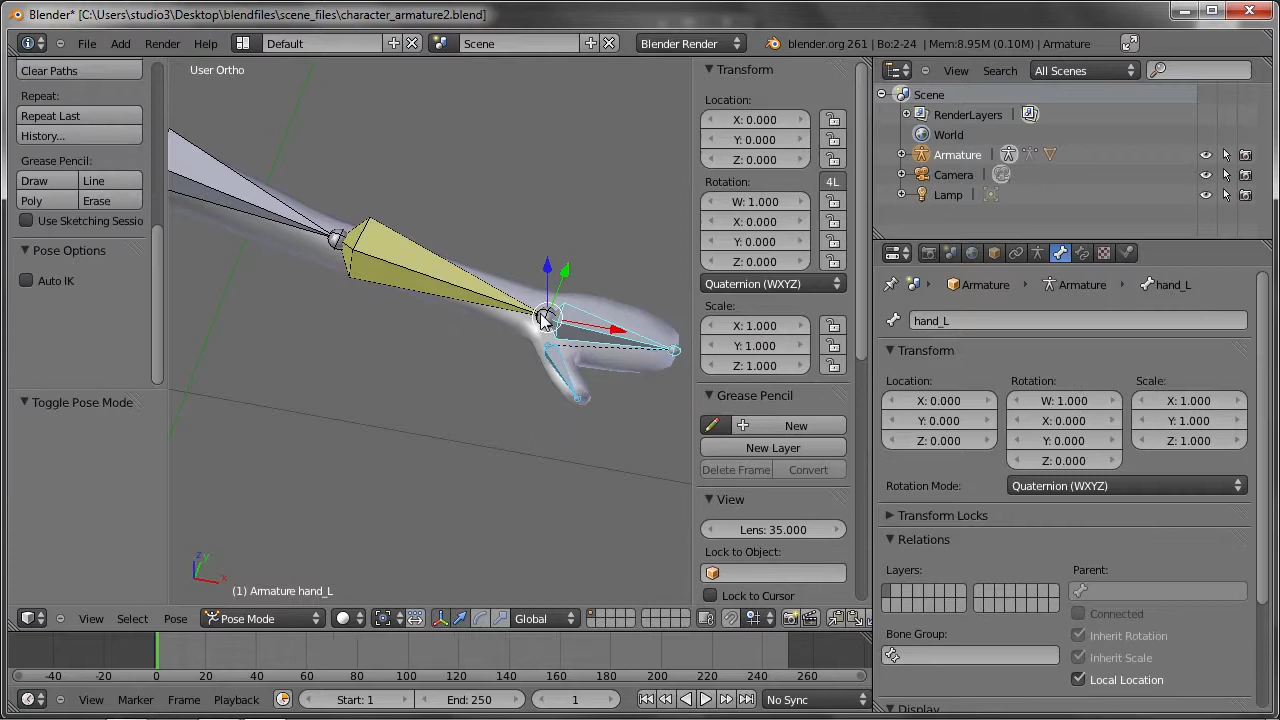 Blender* [C:\Users\studio3\Desktop\blendfiles\scene_files\character_armature2.blend]
File Add Render Help Default Scene Blender Render blender.org 261 | Bo:2-24 | Mem:8.95M (0.10M) | Armature
Clear Paths
Repeat:
Repeat Last
History...
Grease Pencil:
Draw Line
Poly Erase
Use Sketching Sessio
Pose Options
Auto IK
Toggle Pose Mode
User Ortho
(1) Armature hand_L
Transform
Location:
X: 0.000
Y: 0.000
Z: 0.000
Rotation: 4L
W: 1.000
X: 0.000
Y: 0.000
Z: 0.000
Quaternion (WXYZ)
Scale:
X: 1.000
Y: 1.000
Z: 1.000
Grease Pencil
New
New Layer
Delete Frame Convert
View
Lens: 35.000
Lock to Object:
Lock to Cursor
View Select Pose Pose Mode Global
-40 -20 0 20 40 60 80 100 120 140 160 180 200 220 240 260
View Marker Frame Playback Start: 1 End: 250 1 No Sync
View Search All Scenes
Scene
RenderLayers
World
Armature
Camera
Lamp
Armature Armature hand_L
hand_L
Transform
Location: Rotation: Scale:
X: 0.000 W: 1.000 X: 1.000
Y: 0.000 X: 0.000 Y: 1.000
Z: 0.000 Y: 0.000 Z: 1.000
Z: 0.000
Rotation Mode: Quaternion (WXYZ)
Transform Locks
Relations
Layers: Parent:
Connected
Bone Group: Inherit Rotation
Inherit Scale
Local Location
Display